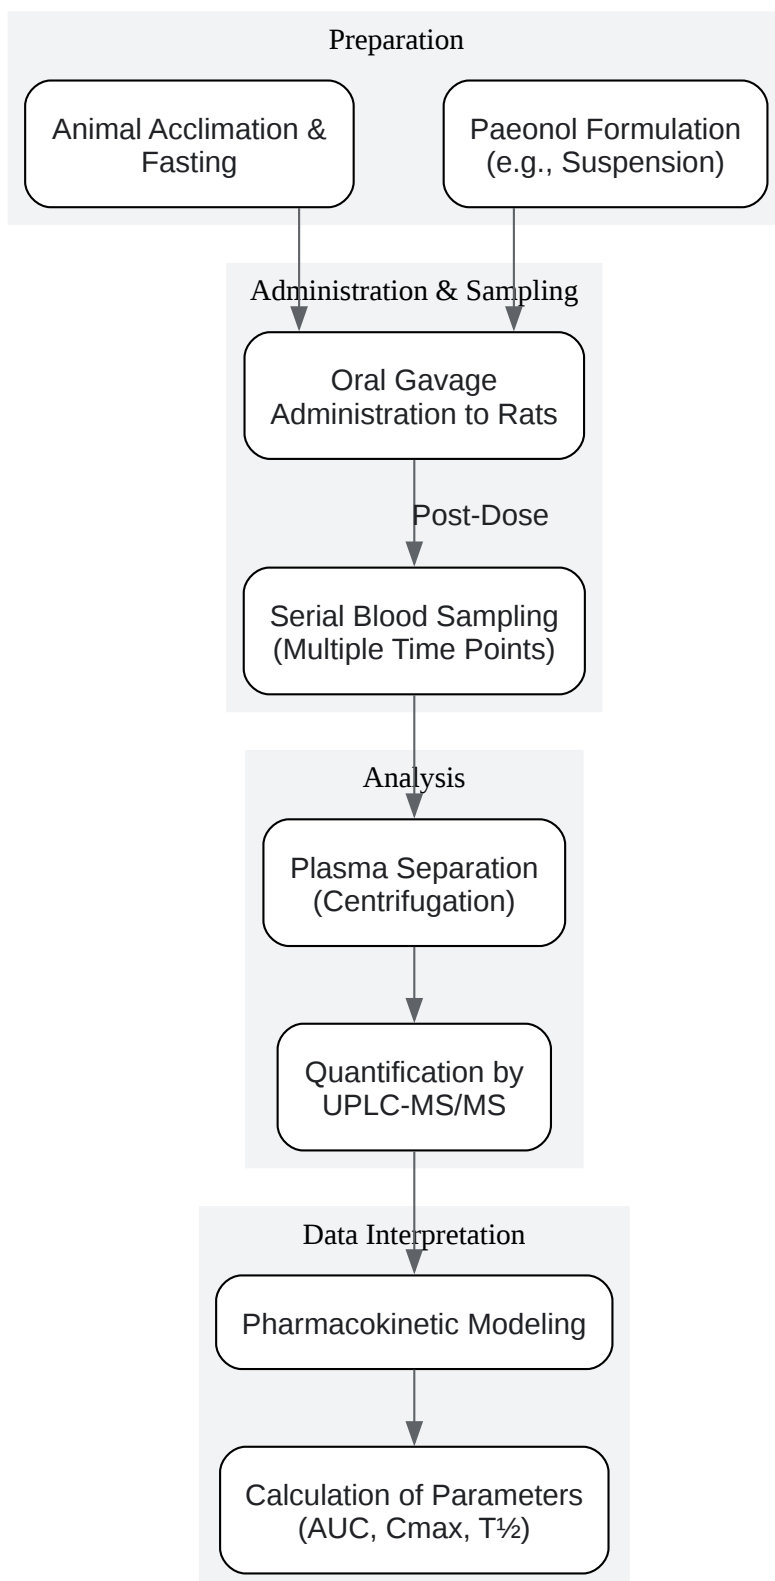 Preparation
Animal Acclimation &
Fasting
Paeonol Formulation
(e.g., Suspension)
Administration & Sampling
Oral Gavage
Administration to Rats
Post-Dose
Serial Blood Sampling
(Multiple Time Points)
Analysis
Plasma Separation
(Centrifugation)
Quantification by
UPLC-MS/MS
Data Interpretation
Pharmacokinetic Modeling
Calculation of Parameters
(AUC, Cmax, T½)